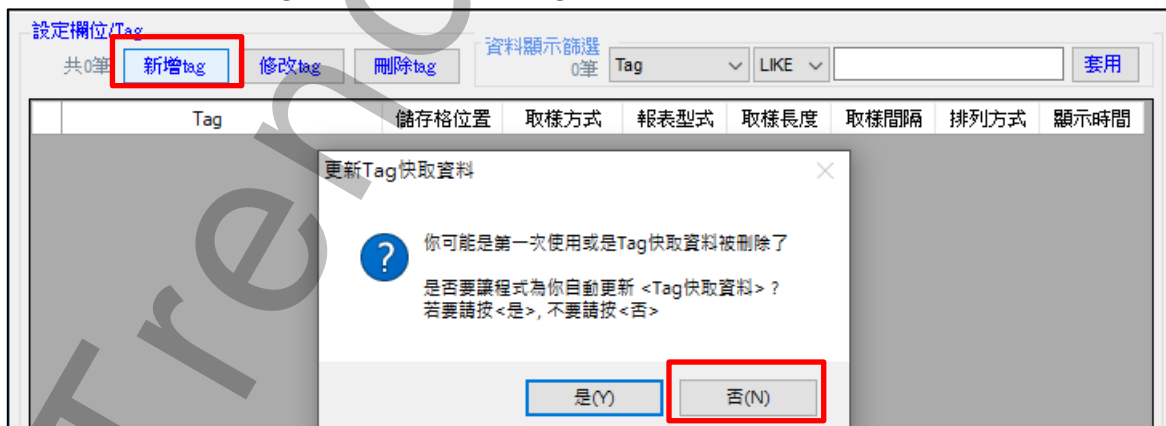 設定欄位/Tag
共0筆 新增tag 修改tag 刪除tag 資料顯示篩選 0筆 Tag LIKE 套用
Tag 儲存格位置 取樣方式 報表型式 取樣長度 取樣間隔 排列方式 顯示時間
更新Tag快取資料
你可能是第一次使用或是Tag快取資料被刪除了
是否要讓程式為你自動更新 <Tag快取資料> ?
若要請按<是>, 不要請按<否>
是(Y) 否(N)
Tren